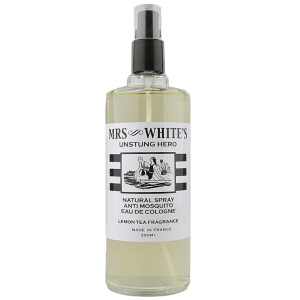 MRS WHITE'S
UNSTUNG HERO
NATURAL SPRAY
ANTI MOSQUITO
EAU DE COLOGNE
LEMON TEA FRAGRANCE
MADE IN FRANCE
250ML